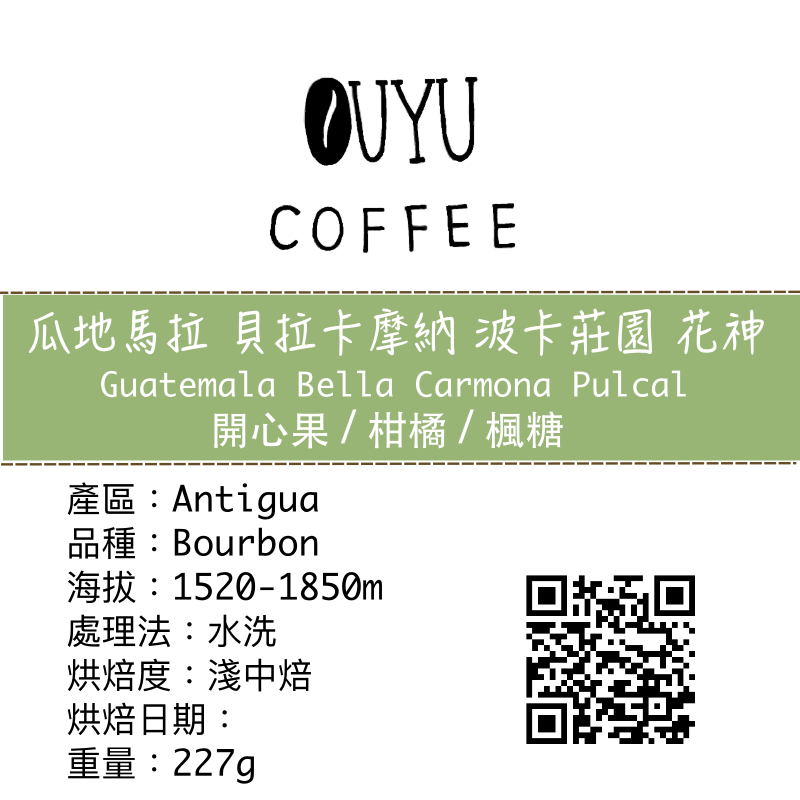 OUYU
COFFEE
瓜地馬拉 貝拉卡摩納 波卡莊園 花神
Guatemala Bella Carmona Pulcal
開心果 / 柑橘 / 楓糖
產區：Antigua
品種：Bourbon
海拔：1520-1850m
處理法：水洗
烘焙度：淺中焙
烘焙日期：
重量：227g